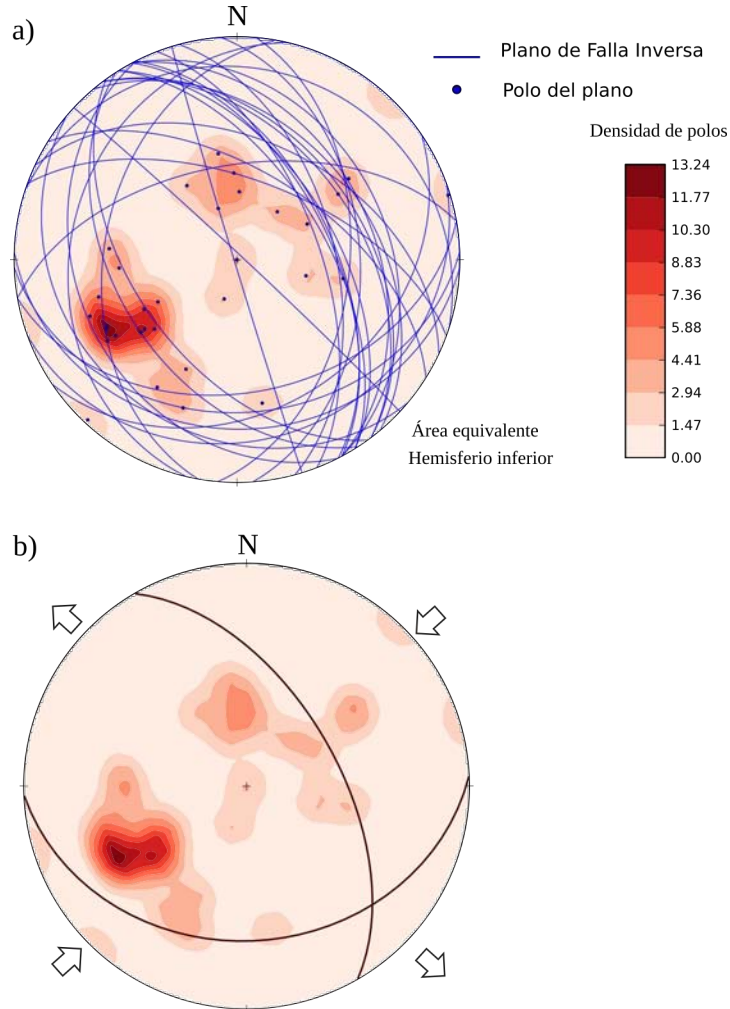 a)
N
Plano de Falla Inversa
Polo del plano
Densidad de polos
13.24
11.77
10.30
8.83
7.36
5.88
4.41
2.94
1.47
0.00
Área equivalente
Hemisferio inferior
b)
N